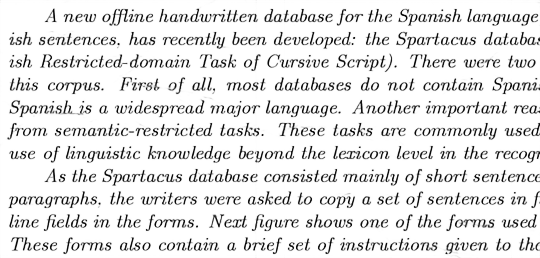 A new offline handwritten database for the Spanish language
ish sentences, has recently been developed: the Spartacus databas
ish Restricted-domain Task of Cursive Script). There were two
this corpus. First of all, most databases do not contain Spani
Spanish is a widespread major language. Another important rea
from semantic-restricted tasks. These tasks are commonly used
use of linguistic knowledge beyond the lexicon level in the recogn
As the Spartacus database consisted mainly of short sentence
paragraphs, the writers were asked to copy a set of sentences in f
line fields in the forms. Next figure shows one of the forms used
These forms also contain a brief set of instructions given to the